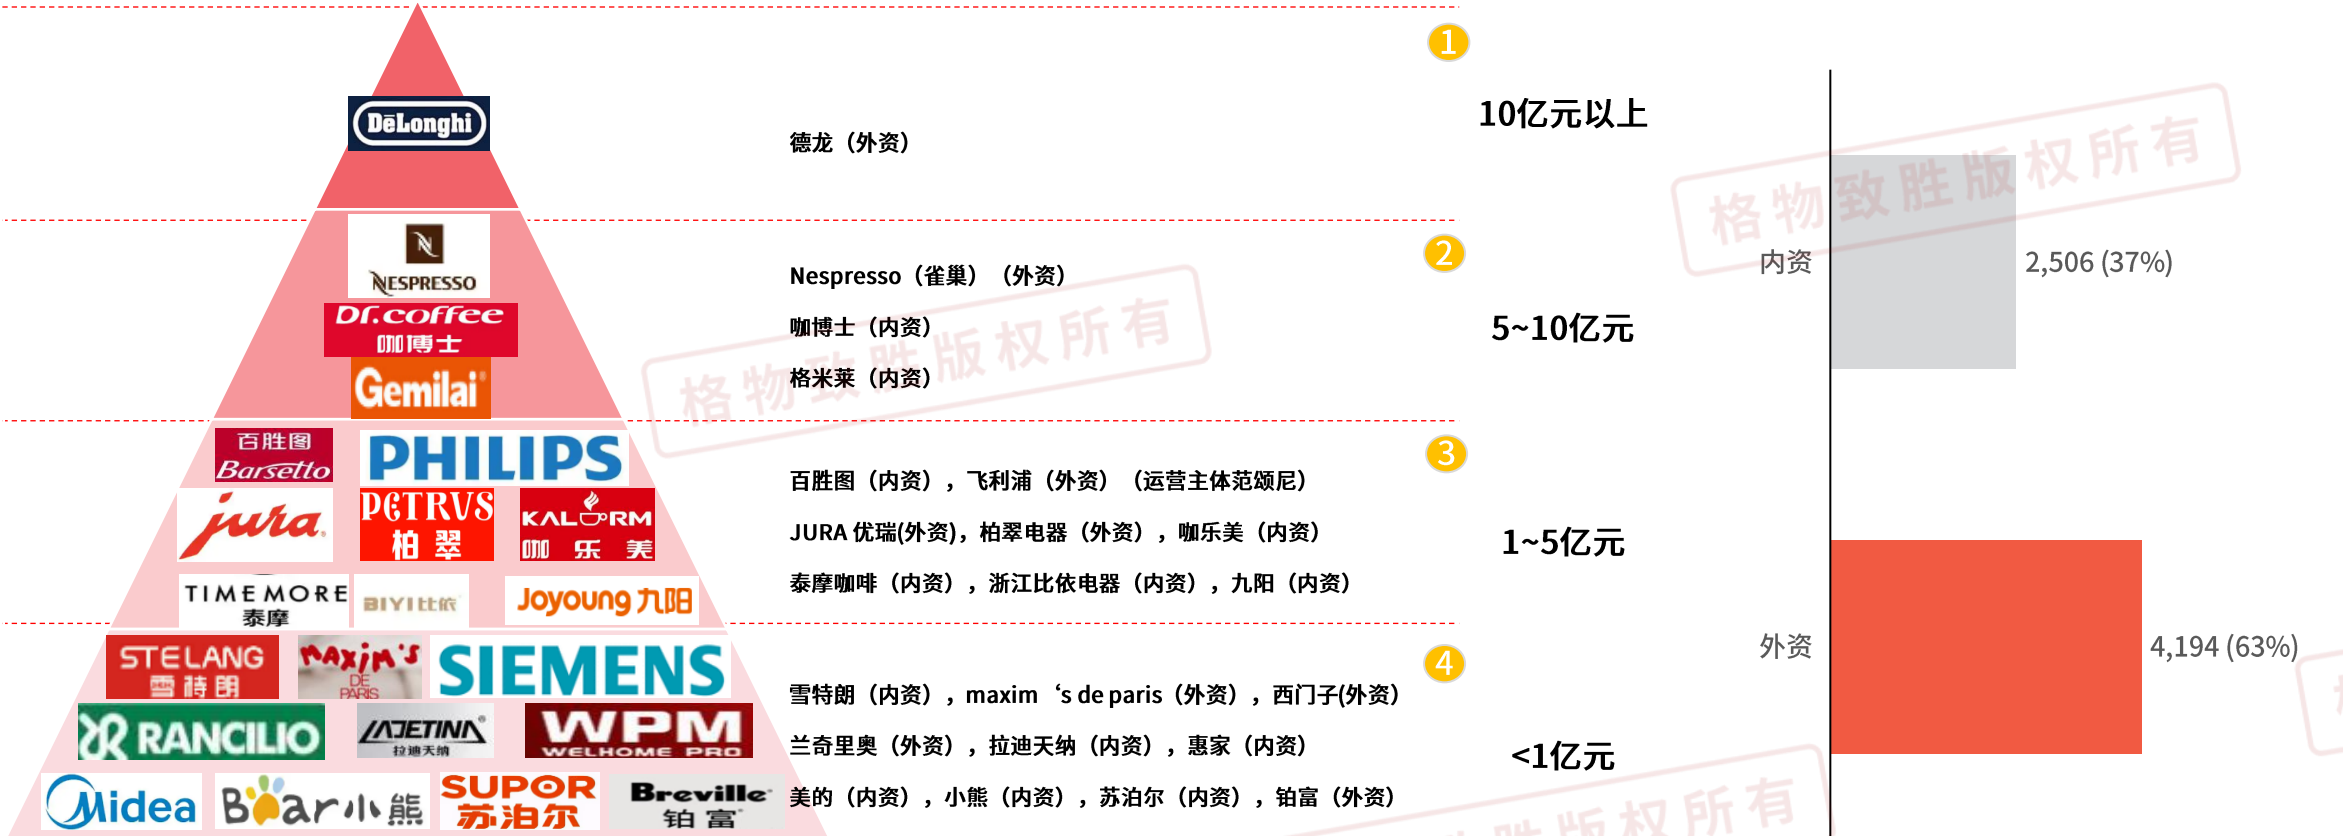 1
10亿元以上
DeLonghi
德龙（外资）
格物致胜版权所有
2
NESPRESSO
Nespresso（雀巢）（外资）
Dr.coffee
咖博士
咖博士（内资）
5~10亿元
格物致胜版权所有
Gemilai
格米莱（内资）
内资
2,506 (37%)
3
百胜图
Barsetto
PHILIPS
百胜图（内资），飞利浦（外资）（运营主体范颂尼）
jura
PETRVS
柏翠
KALERM
咖乐美
JURA 优瑞(外资)，柏翠电器（外资），咖乐美（内资）
1~5亿元
TIMEMORE
泰摩
BIYI比依
Joyoung九阳
泰摩咖啡（内资），浙江比依电器（内资），九阳（内资）
4
STELANG
雪特朗
MAXIM'S
DE
PARIS
SIEMENS
雪特朗（内资），maxim‘s de paris（外资），西门子(外资）
外资
4,194 (63%)
RANCILIO
LADETINA
拉迪天纳
WPM
WELHOME PRO
兰奇里奥（外资），拉迪天纳（内资），惠家（内资）
<1亿元
Midea
Bear小熊
SUPOR
苏泊尔
Breville
铂富
美的（内资），小熊（内资），苏泊尔（内资），铂富（外资）
胜版权所有
格